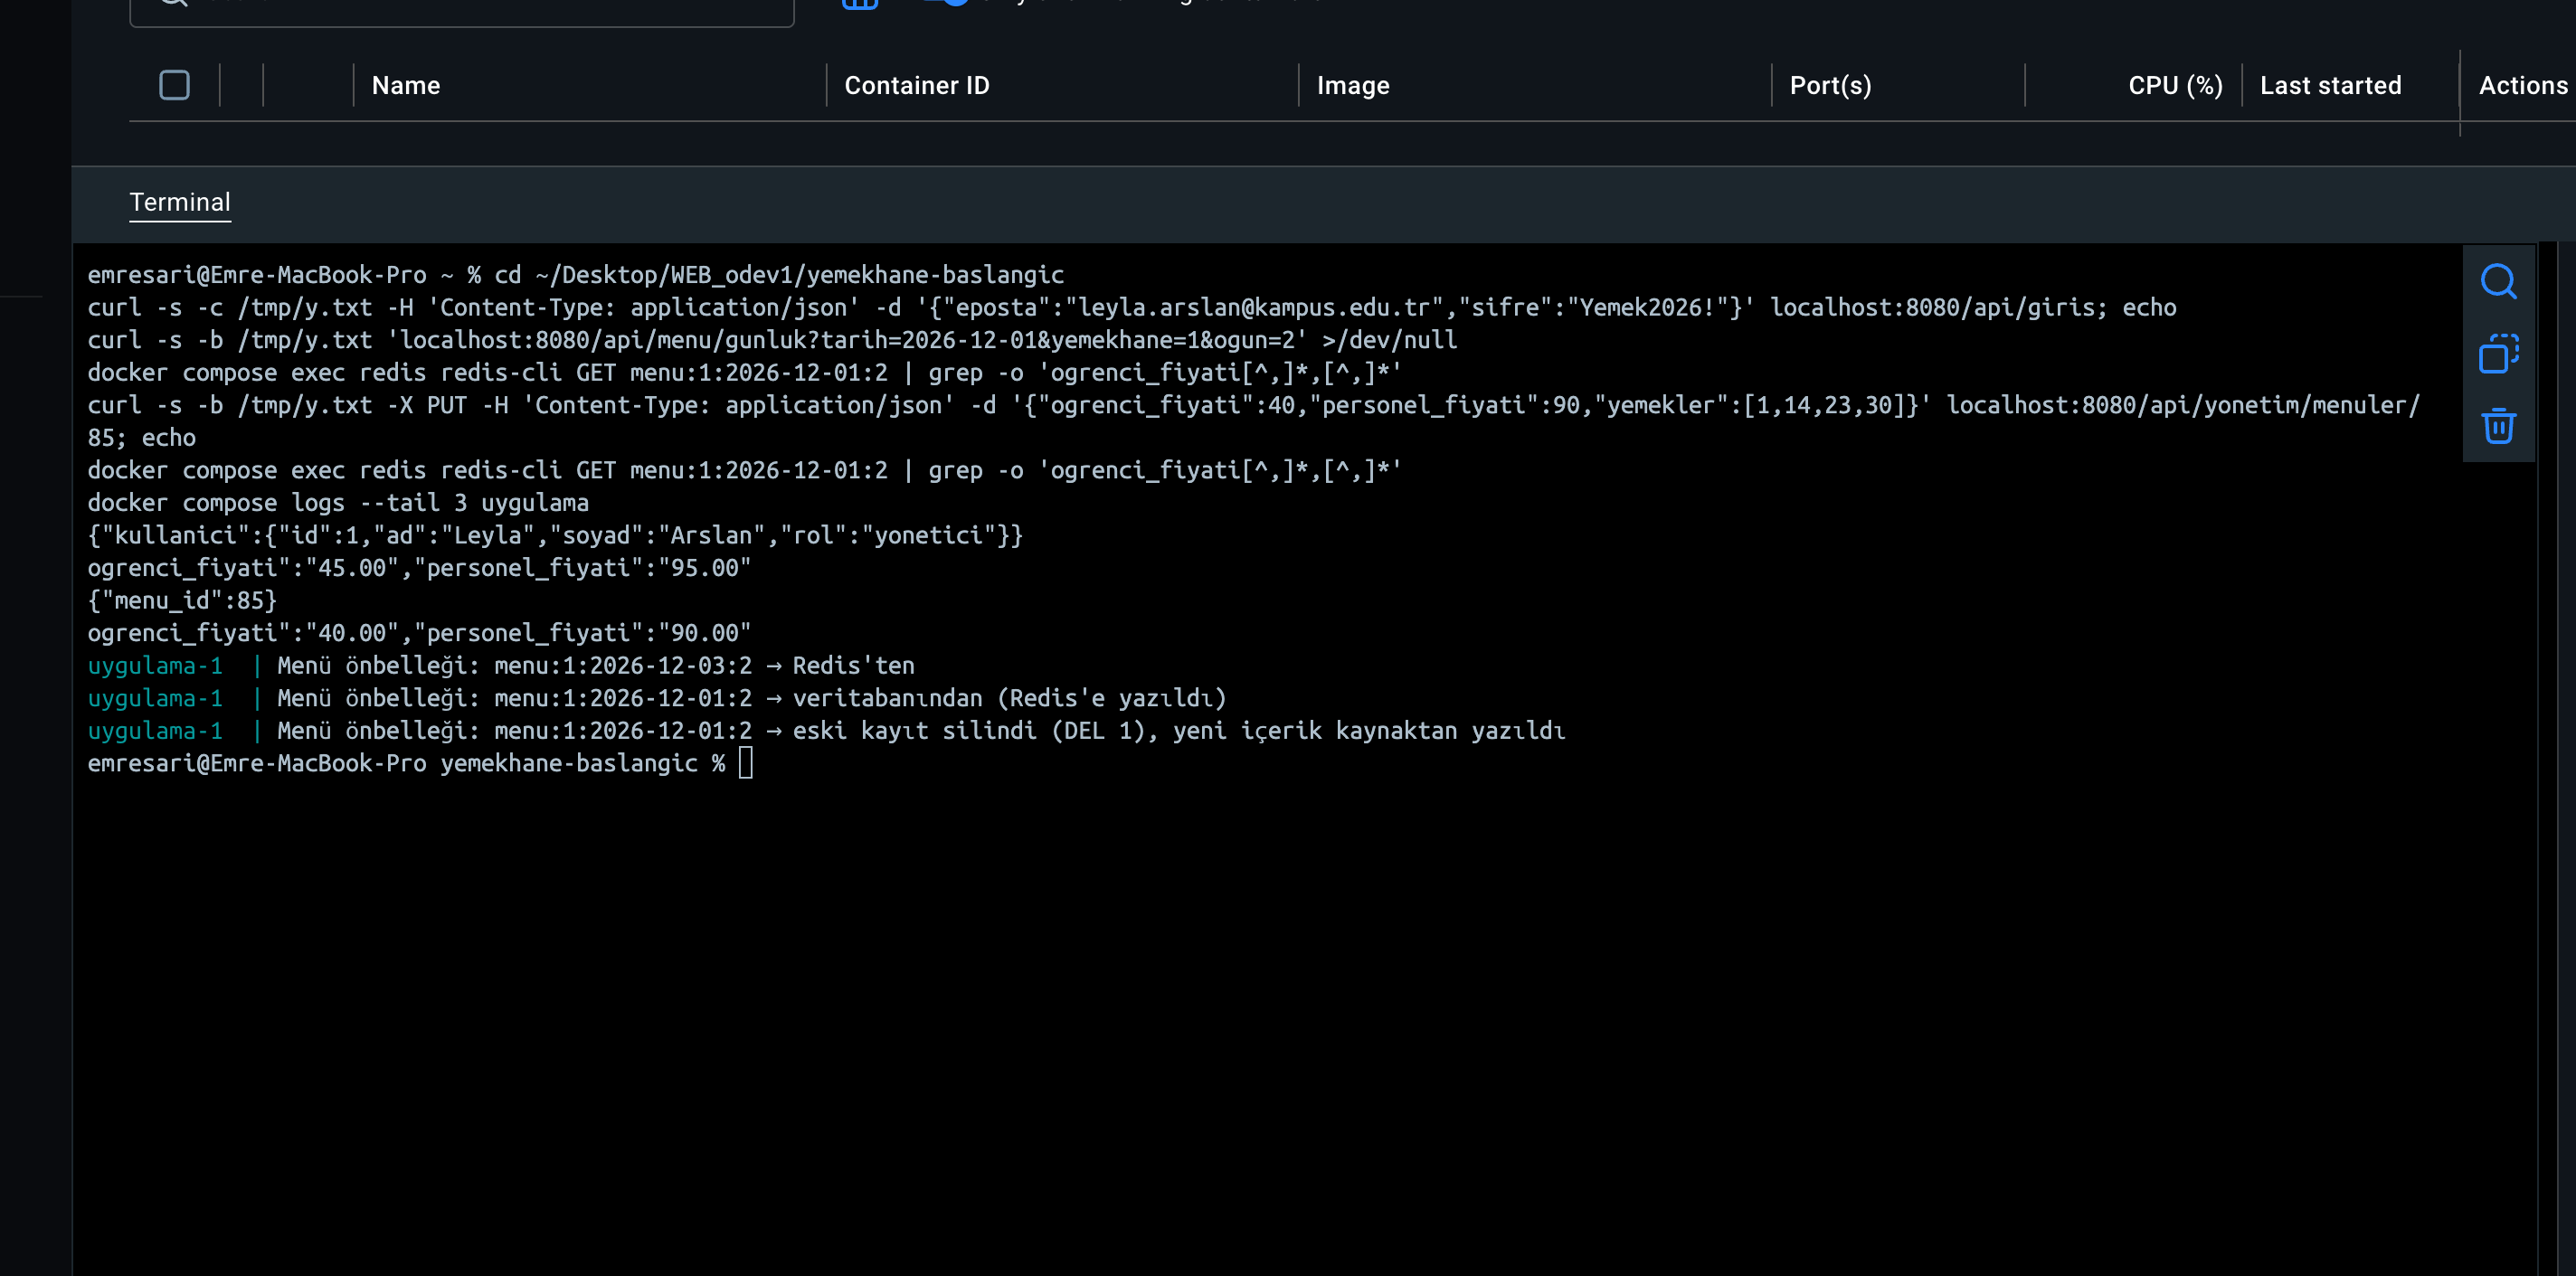 Name Container ID Image Port(s) CPU (%) Last started Actions
Terminal
emresari@Emre-MacBook-Pro ~ % cd ~/Desktop/WEB_odev1/yemekhane-baslangic
curl -s -c /tmp/y.txt -H 'Content-Type: application/json' -d '{"eposta":"leyla.arslan@kampus.edu.tr","sifre":"Yemek2026!"}' localhost:8080/api/giris; echo
curl -s -b /tmp/y.txt 'localhost:8080/api/menu/gunluk?tarih=2026-12-01&yemekhane=1&ogun=2' >/dev/null
docker compose exec redis redis-cli GET menu:1:2026-12-01:2 | grep -o 'ogrenci_fiyati[^,]*,[^,]*'
curl -s -b /tmp/y.txt -X PUT -H 'Content-Type: application/json' -d '{"ogrenci_fiyati":40,"personel_fiyati":90,"yemekler":[1,14,23,30]}' localhost:8080/api/yonetim/menuler/
85; echo
docker compose exec redis redis-cli GET menu:1:2026-12-01:2 | grep -o 'ogrenci_fiyati[^,]*,[^,]*'
docker compose logs --tail 3 uygulama
{"kullanici":{"id":1,"ad":"Leyla","soyad":"Arslan","rol":"yonetici"}}
ogrenci_fiyati":"45.00","personel_fiyati":"95.00"
{"menu_id":85}
ogrenci_fiyati":"40.00","personel_fiyati":"90.00"
uygulama-1  | Menü önbelleği: menu:1:2026-12-03:2 → Redis'ten
uygulama-1  | Menü önbelleği: menu:1:2026-12-01:2 → veritabanından (Redis'e yazıldı)
uygulama-1  | Menü önbelleği: menu:1:2026-12-01:2 → eski kayıt silindi (DEL 1), yeni içerik kaynaktan yazıldı
emresari@Emre-MacBook-Pro yemekhane-baslangic %